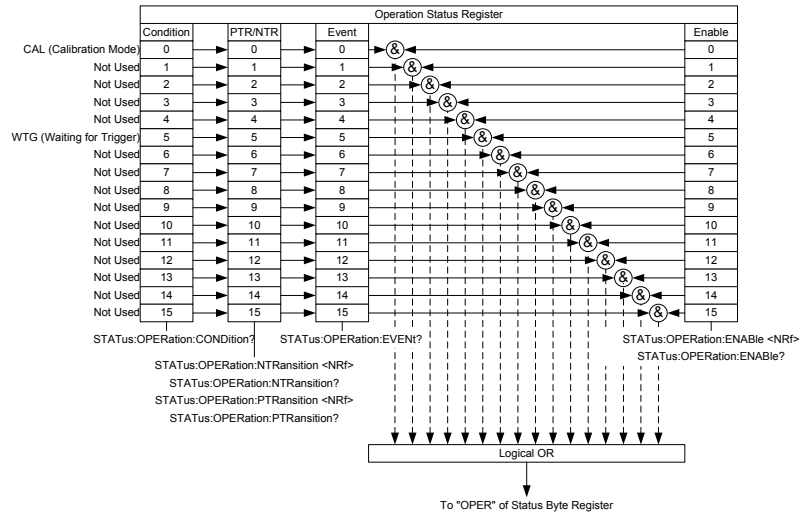 Operation Status Register
Condition PTR/NTR Event Enable
CAL (Calibration Mode) 0 0 0 & 0
Not Used 1 1 1 & 1
Not Used 2 2 2 & 2
Not Used 3 3 3 & 3
Not Used 4 4 4 & 4
WTG (Waiting for Trigger) 5 5 5 & 5
Not Used 6 6 6 & 6
Not Used 7 7 7 & 7
Not Used 8 8 8 & 8
Not Used 9 9 9 & 9
Not Used 10 10 10 & 10
Not Used 11 11 11 & 11
Not Used 12 12 12 & 12
Not Used 13 13 13 & 13
Not Used 14 14 14 & 14
Not Used 15 15 15 & 15
STATus:OPERation:CONDition? STATus:OPERation:EVENt? STATus:OPERation:ENABle <NRf>
STATus:OPERation:ENABle?
STATus:OPERation:NTRansition <NRf>
STATus:OPERation:NTRansition?
STATus:OPERation:PTRansition <NRf>
STATus:OPERation:PTRansition?
Logical OR
To "OPER" of Status Byte Register